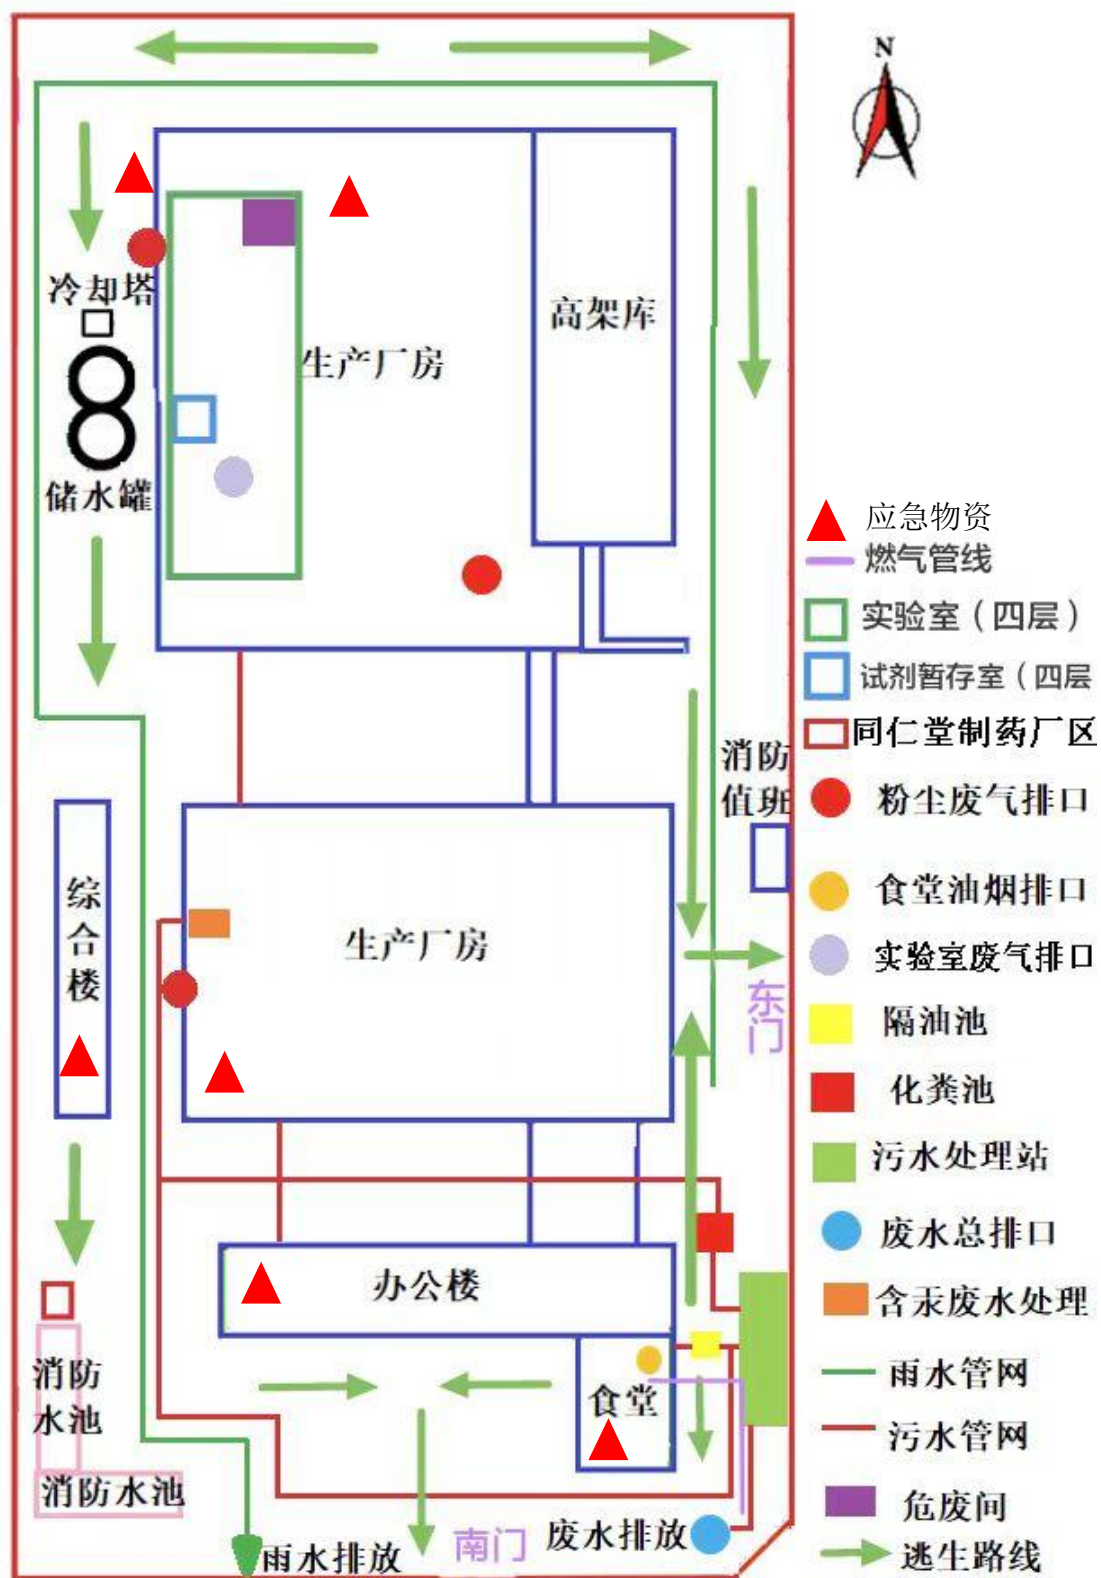 N
冷却塔
高架库
生产厂房
储水罐
应急物资
燃气管线
实验室（四层）
试剂暂存室（四层
同仁堂制药厂区
消防
值班
粉尘废气排口
综
合
楼
食堂油烟排口
生产厂房
实验室废气排口
东
门
隔油池
化粪池
污水处理站
废水总排口
办公楼
含汞废水处理
消防
水池
食堂
雨水管网
污水管网
消防水池
危废间
雨水排放
南门
废水排放
逃生路线